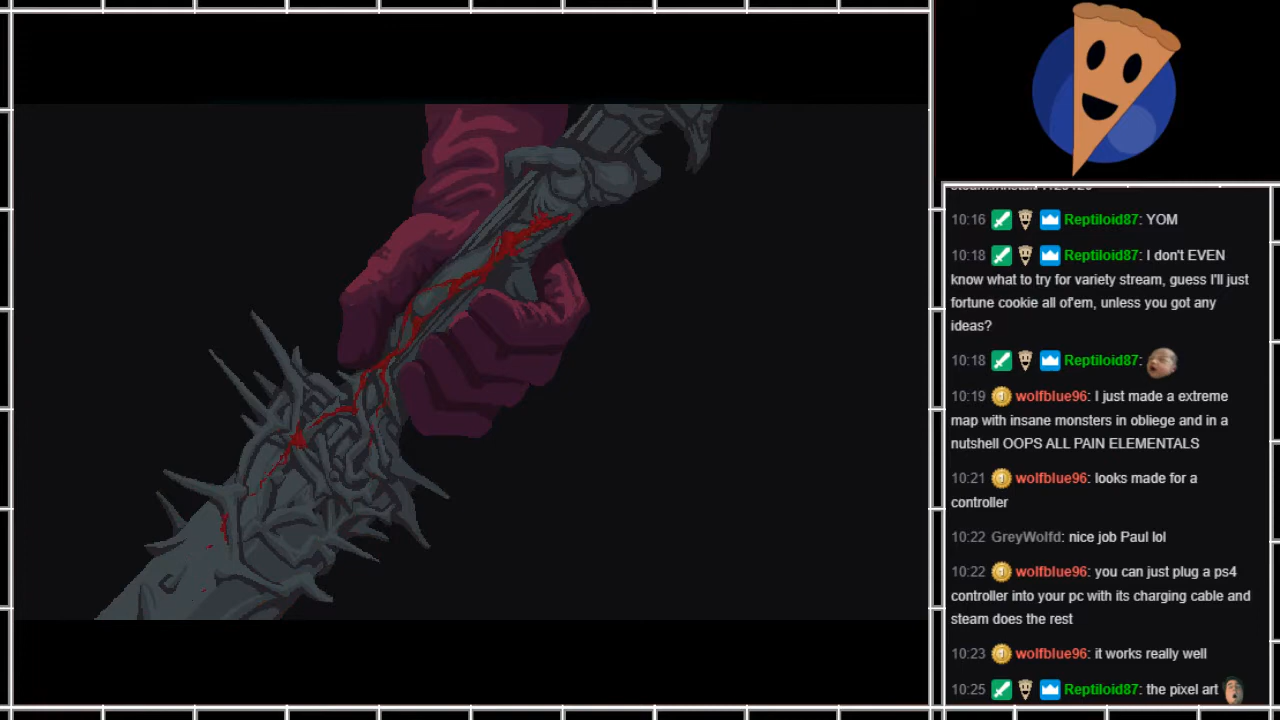 10:16 Reptiloid87: YOM
10:18 Reptiloid87: I don't EVEN
know what to try for variety stream, guess I'll just
fortune cookie all of'em, unless you got any
ideas?
10:18 Reptiloid87:
10:19 wolfblue96: I just made a extreme
map with insane monsters in obliege and in a
nutshell OOPS ALL PAIN ELEMENTALS
10:21 wolfblue96: looks made for a
controller
10:22 GreyWolfd: nice job Paul lol
10:22 wolfblue96: you can just plug a ps4
controller into your pc with its charging cable and
steam does the rest
10:23 wolfblue96: it works really well
10:25 Reptiloid87: the pixel art